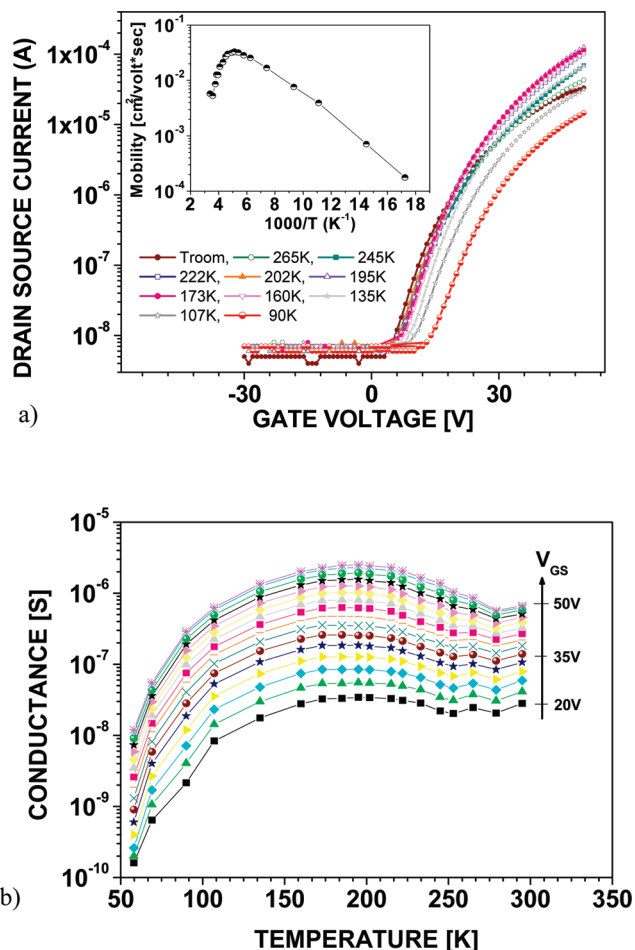 DRAIN SOURCE CURRENT (A)
1x10-4
1x10-5
10-6
10-7
10-8
Mobility [cm2/volt*sec]
10-1
10-2
10-3
10-4
2 4 6 8 10 12 14 16 18
1000/T (K-1)
Troom, 265K, 245K
222K, 202K, 195K
173K, 160K, 135K
107K, 90K
-30 0 30
GATE VOLTAGE [V]
a)
CONDUCTANCE [S]
10-5
10-6
10-7
10-8
10-9
10-10
VGS
50V
35V
20V
50 100 150 200 250 300 350
TEMPERATURE [K]
b)